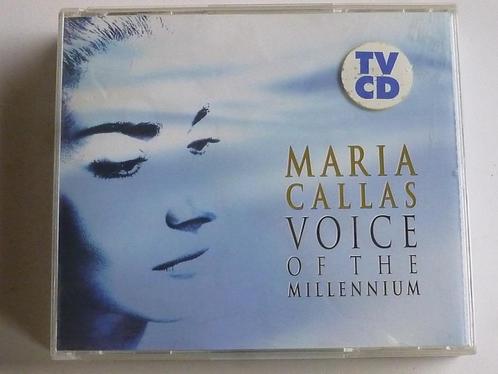 TV
CD
MARIA
CALLAS
VOICE
OF THE
MILLENNIUM